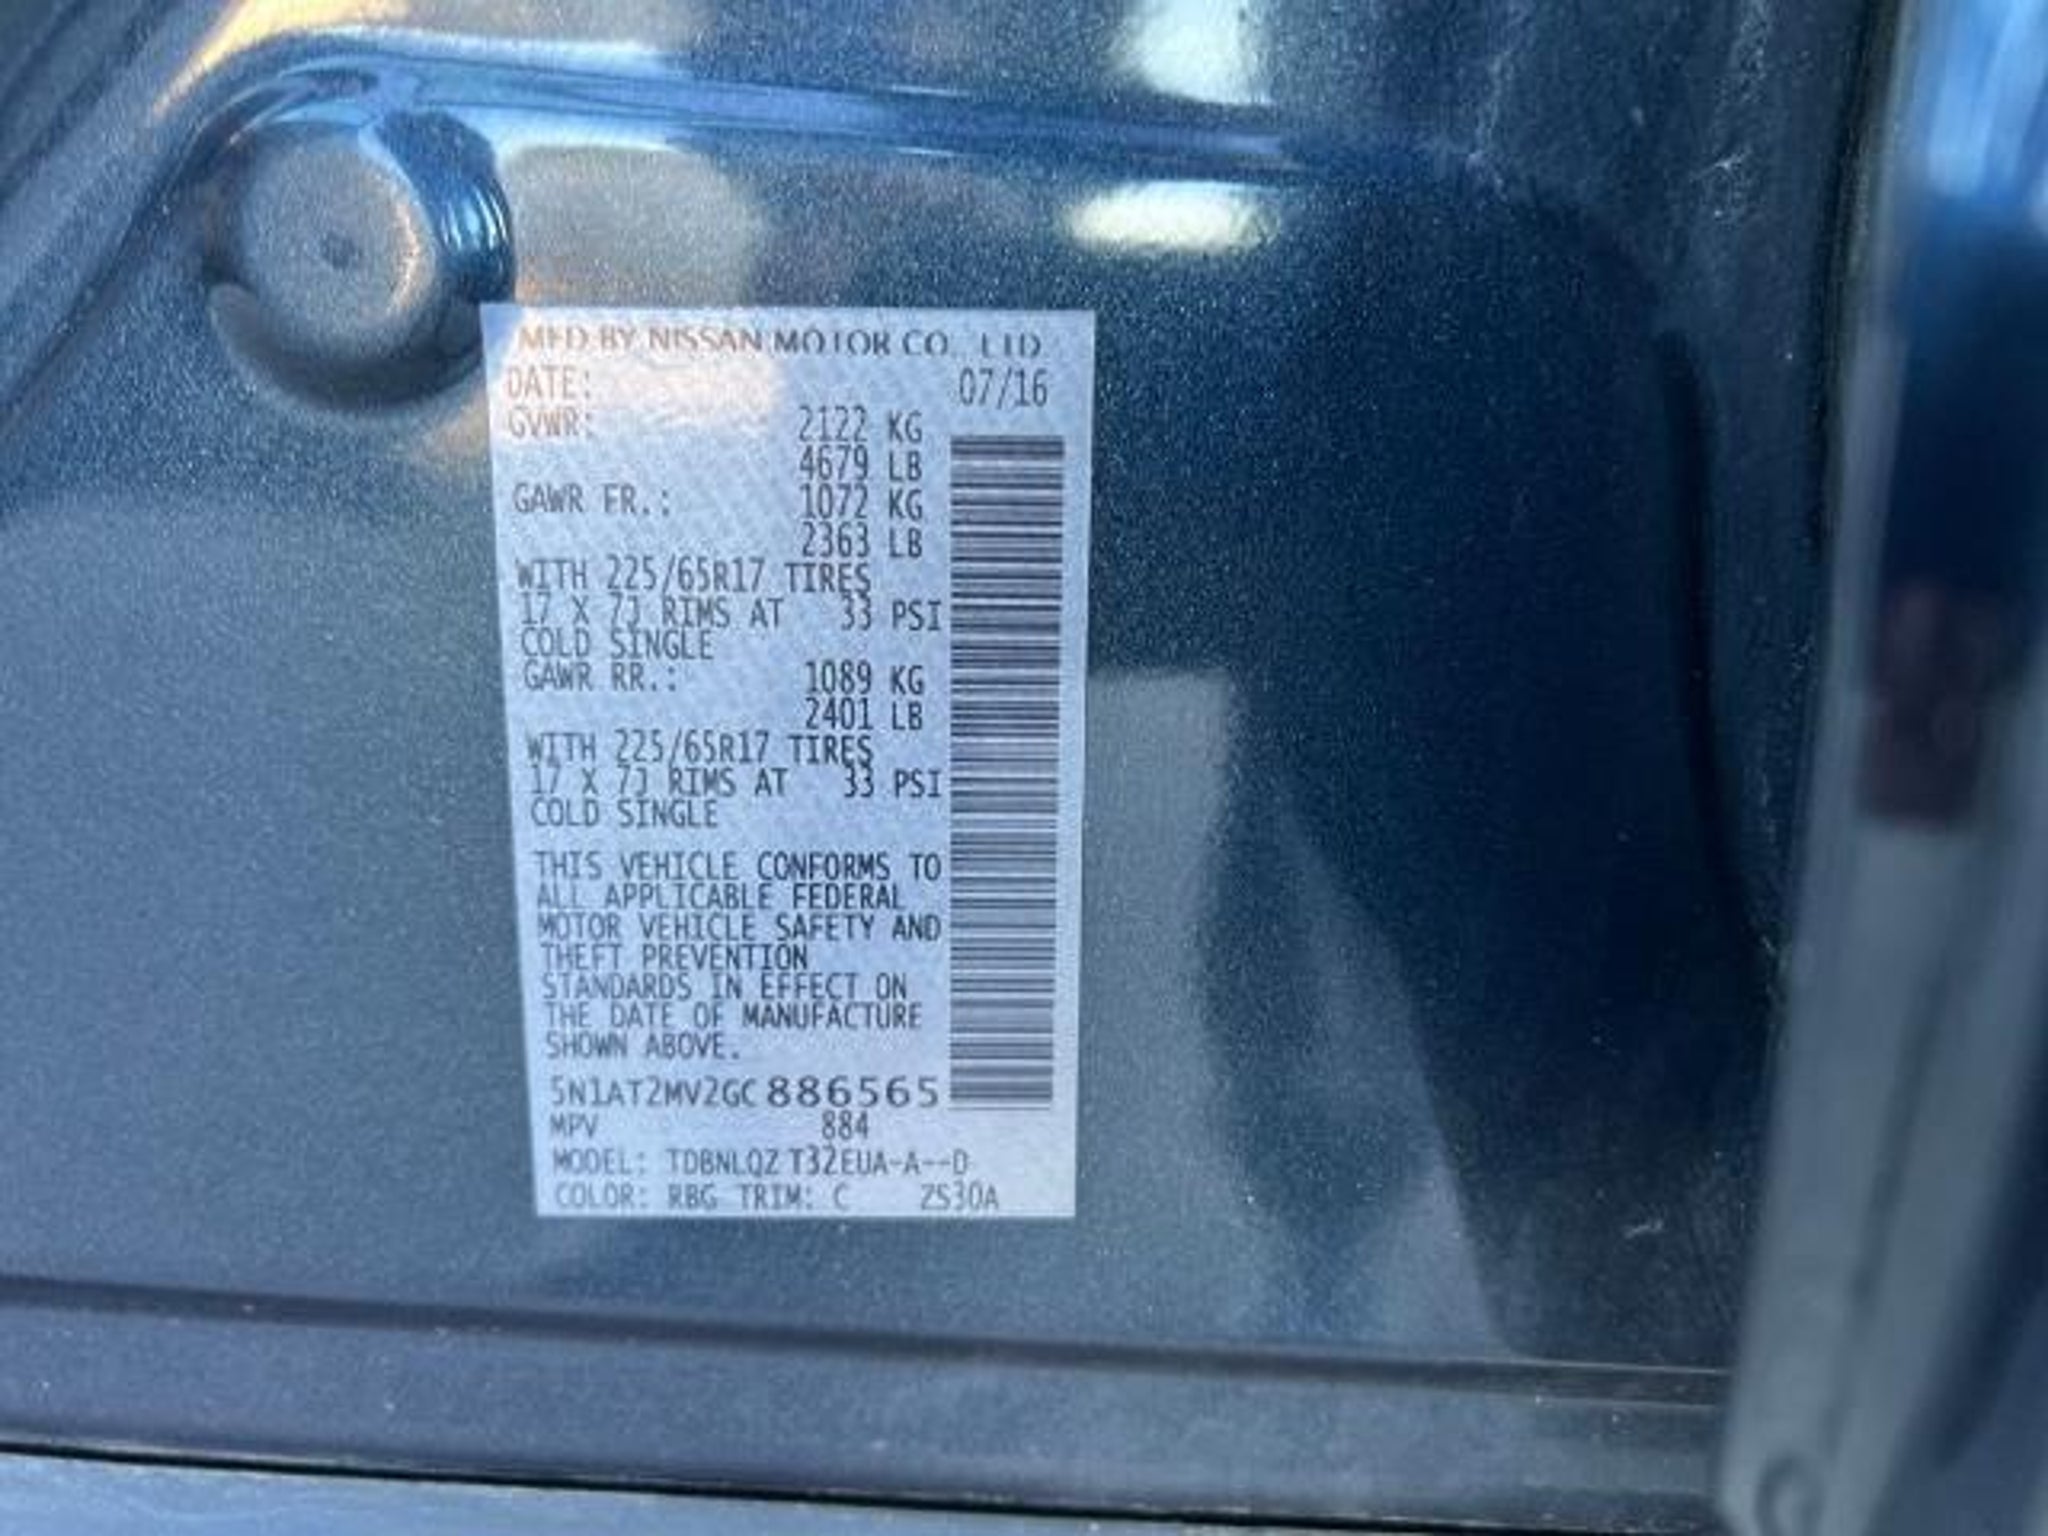 MFD BY NISSAN MOTOR CO., LTD
DATE: 07/16
GVWR: 2122 KG
4679 LB
GAWR FR.: 1072 KG
2363 LB
WITH 225/65R17 TIRES
17 X 7J RIMS AT 33 PSI
COLD SINGLE
GAWR RR.: 1089 KG
2401 LB
WITH 225/65R17 TIRES
17 X 7J RIMS AT 33 PSI
COLD SINGLE
THIS VEHICLE CONFORMS TO
ALL APPLICABLE FEDERAL
MOTOR VEHICLE SAFETY AND
THEFT PREVENTION
STANDARDS IN EFFECT ON
THE DATE OF MANUFACTURE
SHOWN ABOVE.
5N1AT2MV2GC886565
MPV 884
MODEL: TDBNLQZ T32EUA-A--D
COLOR: RBG TRIM: C ZS30A